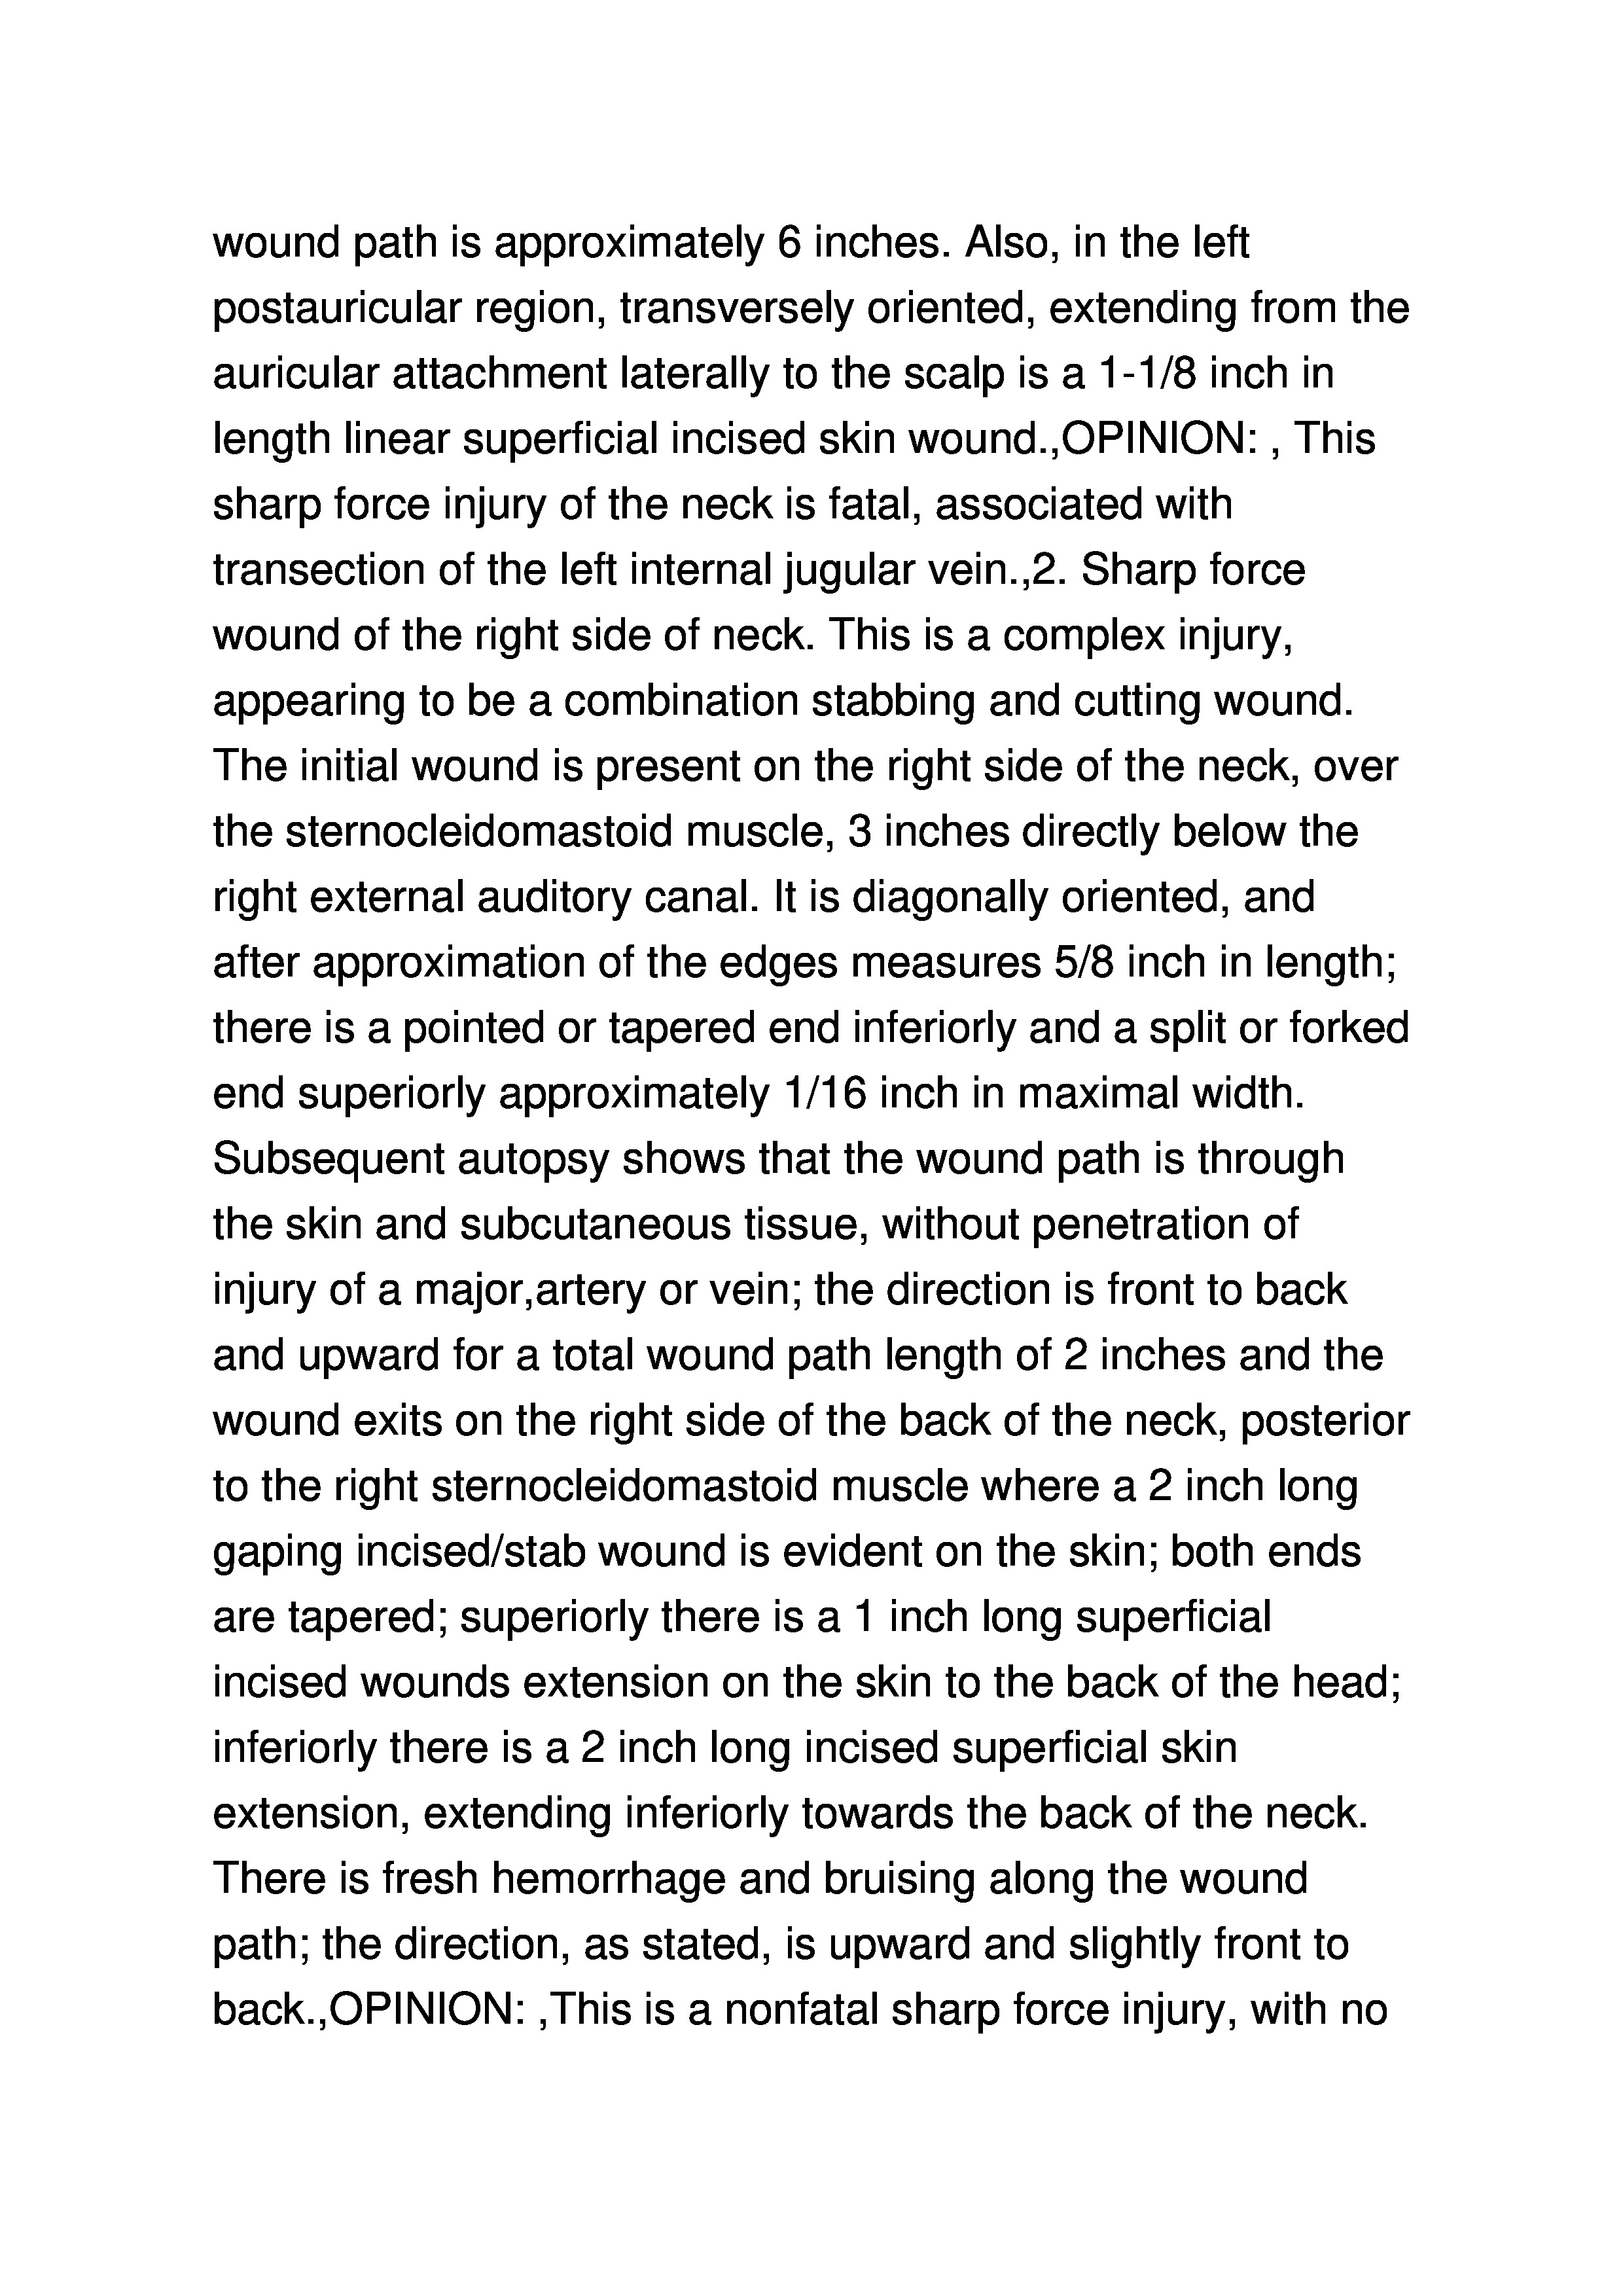 wound path is approximately 6 inches. Also, in the left
postauricular region, transversely oriented, extending from the
auricular attachment laterally to the scalp is a 1-1/8 inch in
length linear superficial incised skin wound.,OPINION: , This
sharp force injury of the neck is fatal, associated with
transection of the left internal jugular vein.,2. Sharp force
wound of the right side of neck. This is a complex injury,
appearing to be a combination stabbing and cutting wound.
The initial wound is present on the right side of the neck, over
the sternocleidomastoid muscle, 3 inches directly below the
right external auditory canal. It is diagonally oriented, and
after approximation of the edges measures 5/8 inch in length;
there is a pointed or tapered end inferiorly and a split or forked
end superiorly approximately 1/16 inch in maximal width.
Subsequent autopsy shows that the wound path is through
the skin and subcutaneous tissue, without penetration of
injury of a major,artery or vein; the direction is front to back
and upward for a total wound path length of 2 inches and the
wound exits on the right side of the back of the neck, posterior
to the right sternocleidomastoid muscle where a 2 inch long
gaping incised/stab wound is evident on the skin; both ends
are tapered; superiorly there is a 1 inch long superficial
incised wounds extension on the skin to the back of the head;
inferiorly there is a 2 inch long incised superficial skin
extension, extending inferiorly towards the back of the neck.
There is fresh hemorrhage and bruising along the wound
path; the direction, as stated, is upward and slightly front to
back.,OPINION: ,This is a nonfatal sharp force injury, with no